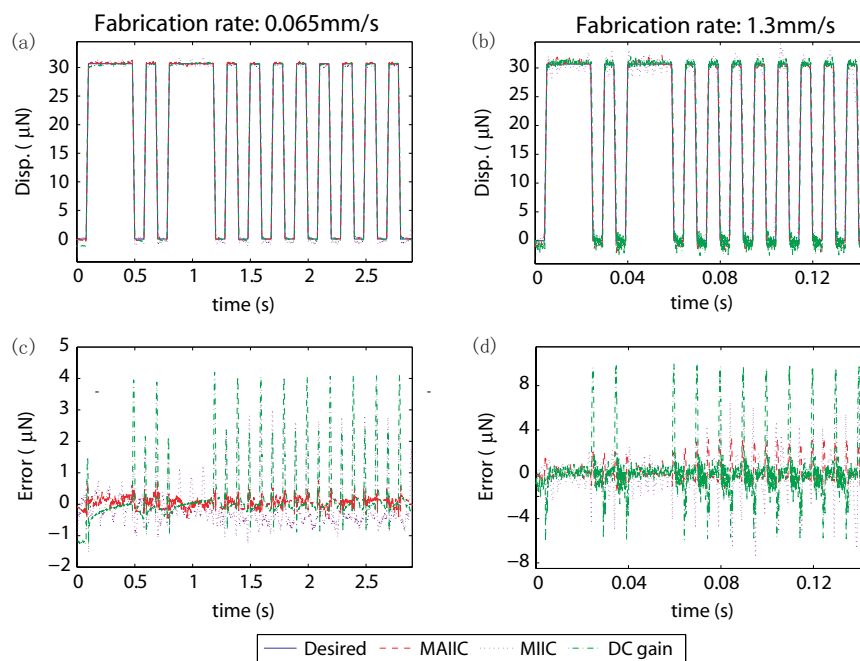 Fabrication rate: 0.065mm/s
Fabrication rate: 1.3mm/s
(a)
(b)
Disp. ( μN)
30
25
20
15
10
5
0
0 0.5 1 1.5 2 2.5
time (s)
Disp. ( μN)
30
25
20
15
10
5
0
0 0.04 0.08 0.12
time (s)
(c)
(d)
Error ( μN)
5
4
3
2
1
0
−1
−2
0 0.5 1 1.5 2 2.5
time (s)
Error ( μN)
8
4
0
−4
−8
0 0.04 0.08 0.12
time (s)
Desired MAIIC MIIC DC gain